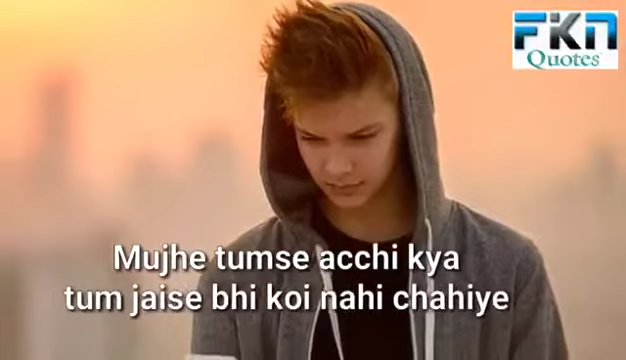 FKN
Quotes
Mujhe tumse acchi kya
tum jaise bhi koi nahi chahiye